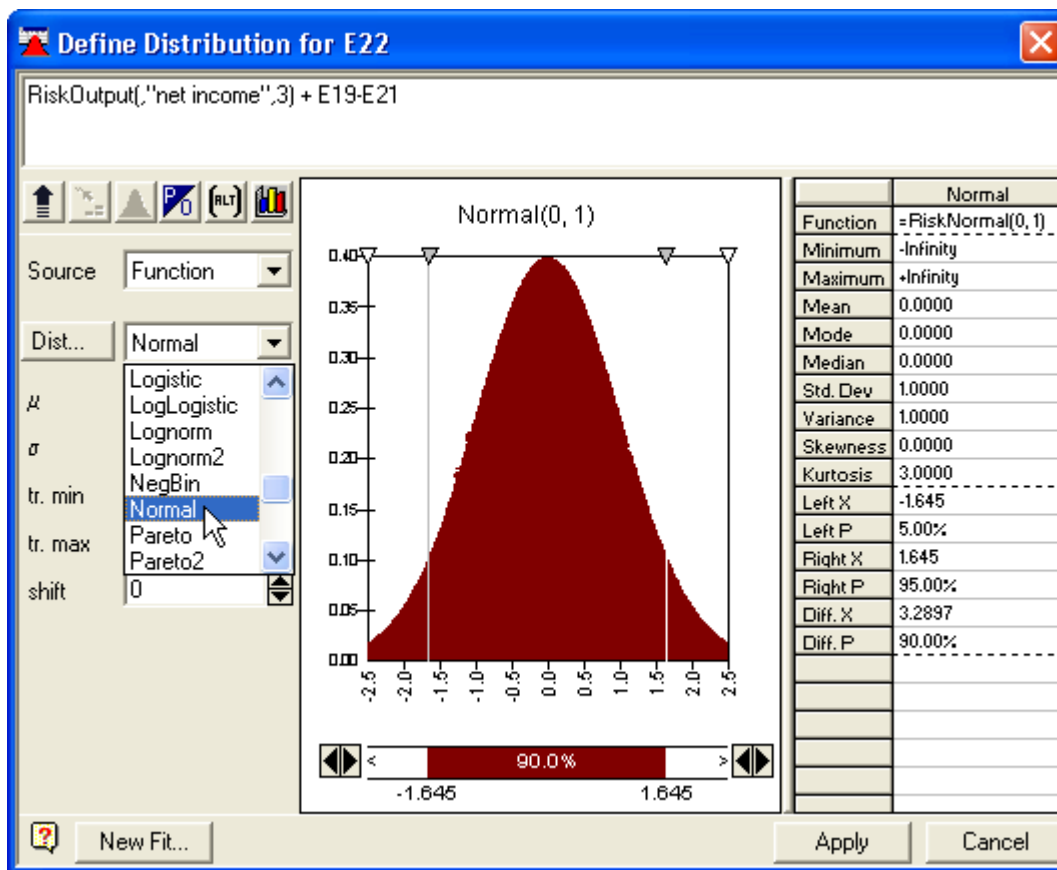 Define Distribution for E22
RiskOutput(,"net income",3) + E19-E21
P O
{ALT}
Source Function
Dist... Normal
Logistic
LogLogistic
Lognorm
Lognorm2
NegBin
Normal
Pareto
Pareto2
μ
σ
tr. min
tr. max
shift 0
Normal(0, 1)
0.40
0.35
0.30
0.25
0.20
0.15
0.10
0.05
0.00
-2.5 -2.0 -1.5 -1.0 -0.5 0.0 0.5 1.0 1.5 2.0 2.5
< 90.0% >
-1.645 1.645
Normal
Function =RiskNormal(0, 1)
Minimum -Infinity
Maximum +Infinity
Mean 0.0000
Mode 0.0000
Median 0.0000
Std. Dev 1.0000
Variance 1.0000
Skewness 0.0000
Kurtosis 3.0000
Left X -1.645
Left P 5.00%
Right X 1.645
Right P 95.00%
Diff. X 3.2897
Diff. P 90.00%
? New Fit... Apply Cancel